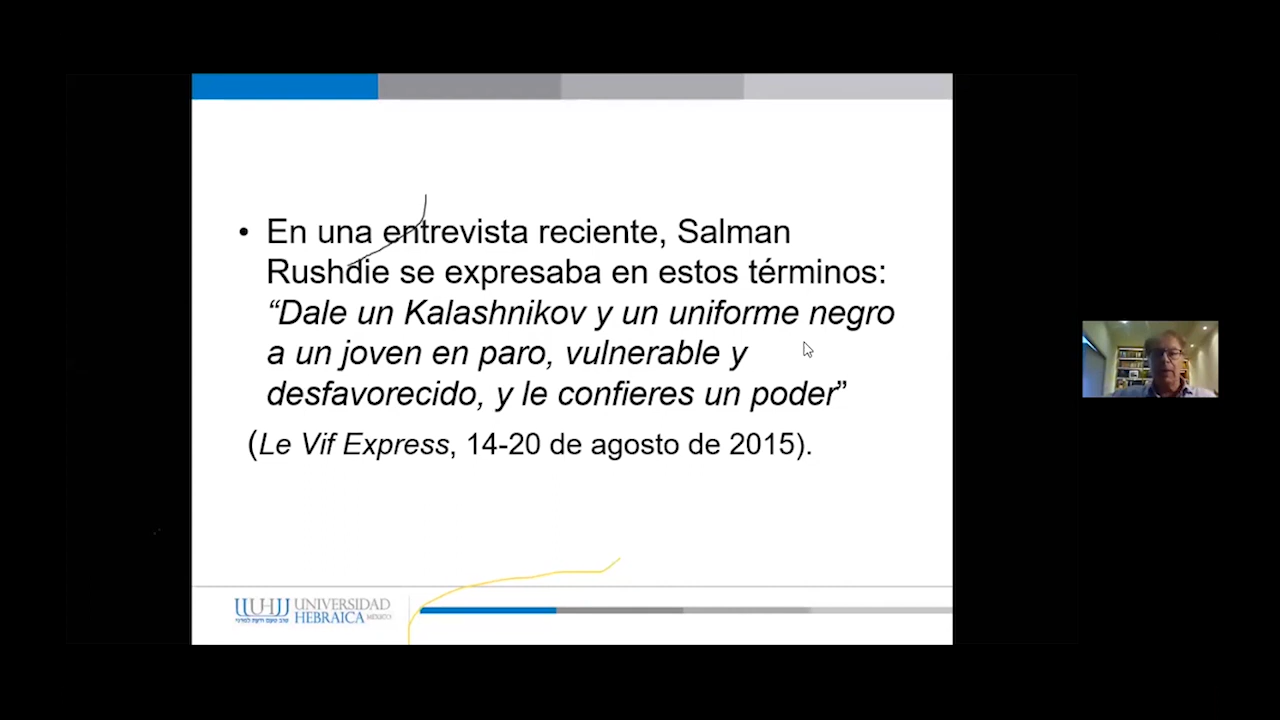 • En una entrevista reciente, Salman
Rushdie se expresaba en estos términos:
“Dale un Kalashnikov y un uniforme negro
a un joven en paro, vulnerable y
desfavorecido, y le confieres un poder”
(Le Vif Express, 14-20 de agosto de 2015).
UHJ UNIVERSIDAD
HEBRAICA MÉXICO